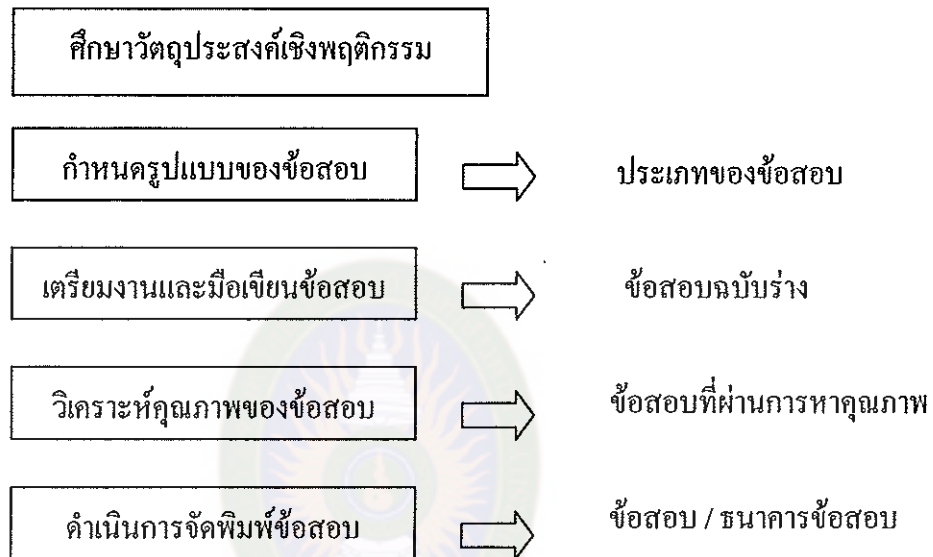 ศึกษาวัตถุประสงค์เชิงพฤติกรรม
กำหนดรูปแบบของข้อสอบ ประเภทของข้อสอบ
เตรียมงานและมือเขียนข้อสอบ ข้อสอบฉบับร่าง
วิเคราะห์คุณภาพของข้อสอบ ข้อสอบที่ผ่านการหาคุณภาพ
ดำเนินการจัดพิมพ์ข้อสอบ ข้อสอบ / ธนาคารข้อสอบ